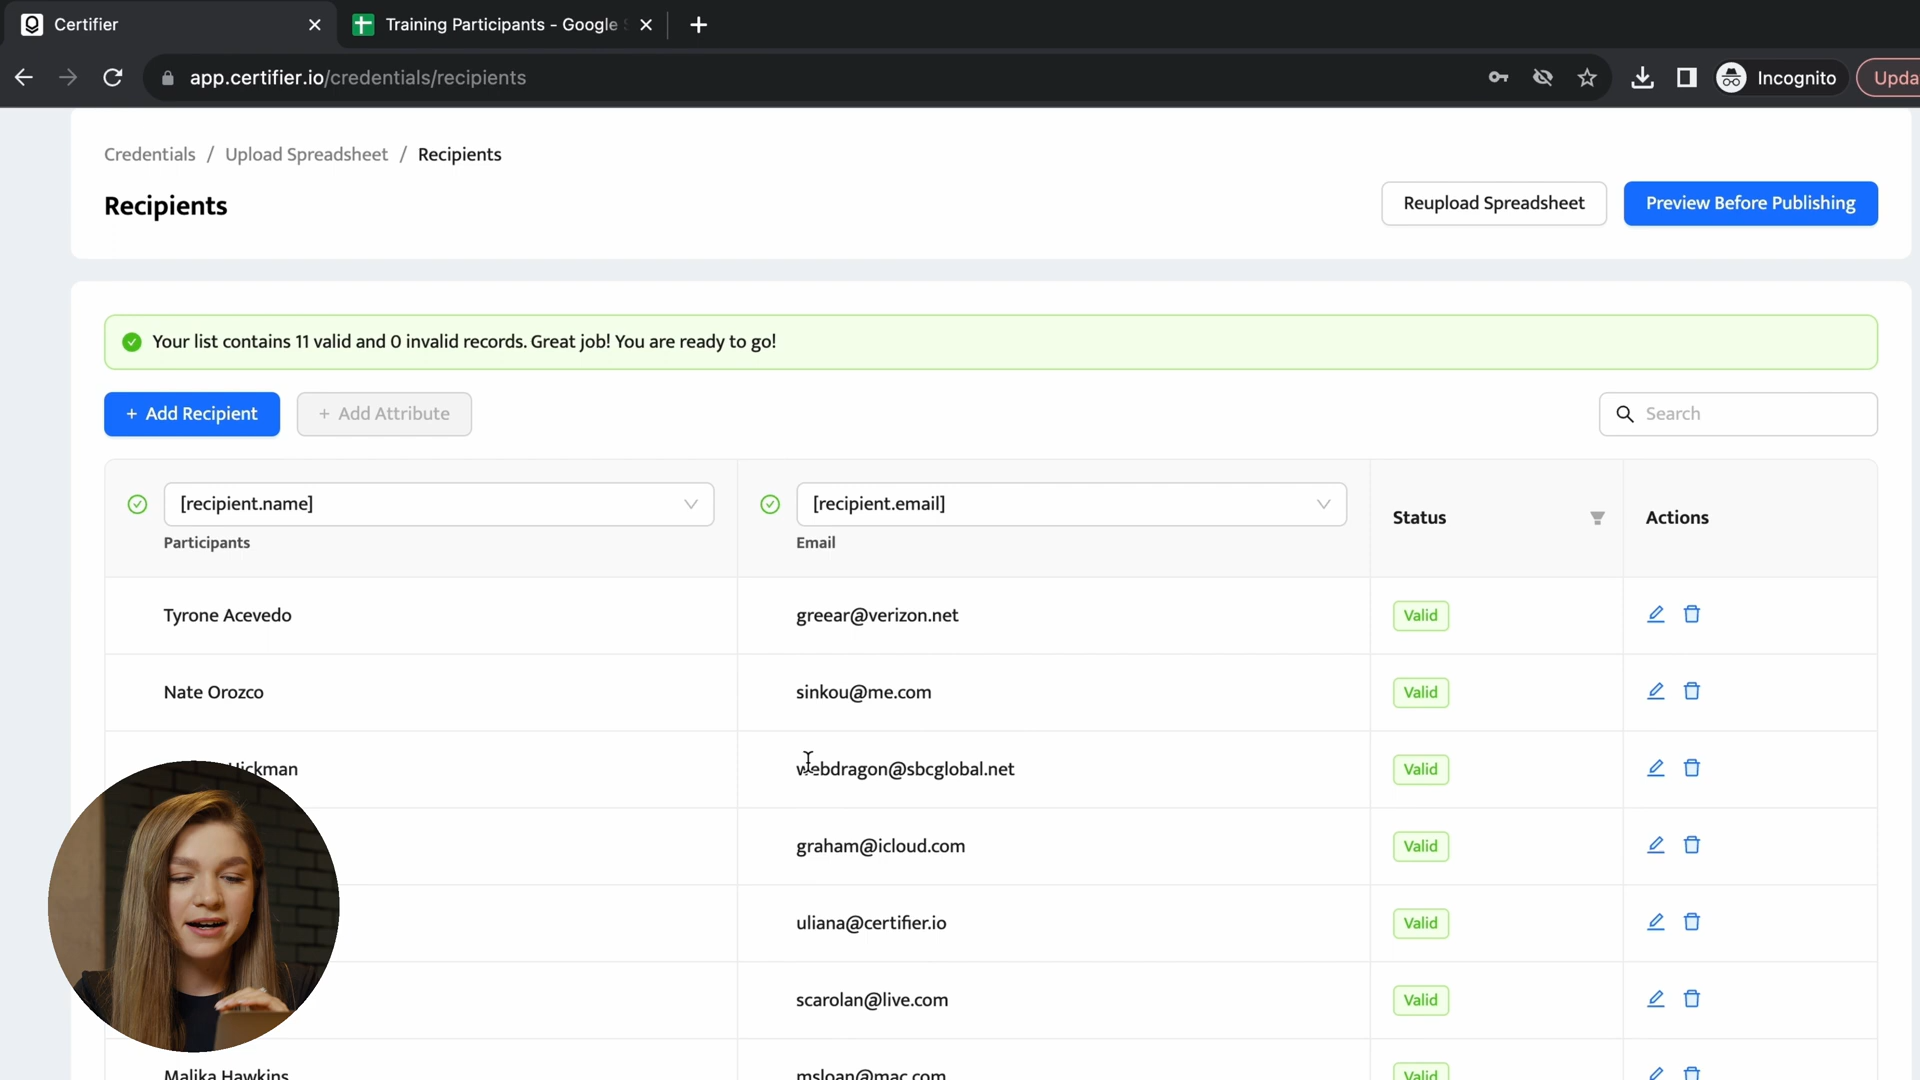 Certifier
Training Participants - Google
app.certifier.io/credentials/recipients
Incognito
Upda
Credentials / Upload Spreadsheet / Recipients
Recipients
Reupload Spreadsheet
Preview Before Publishing
Your list contains 11 valid and 0 invalid records. Great job! You are ready to go!
+ Add Recipient
+ Add Attribute
Search
[recipient.name]
Participants
[recipient.email]
Email
Status
Actions
Tyrone Acevedo greear@verizon.net Valid
Nate Orozco sinkou@me.com Valid
Hickman webdragon@sbcglobal.net Valid
graham@icloud.com Valid
uliana@certifier.io Valid
scarolan@live.com Valid
Malika Hawkins msloan@mac.com Valid